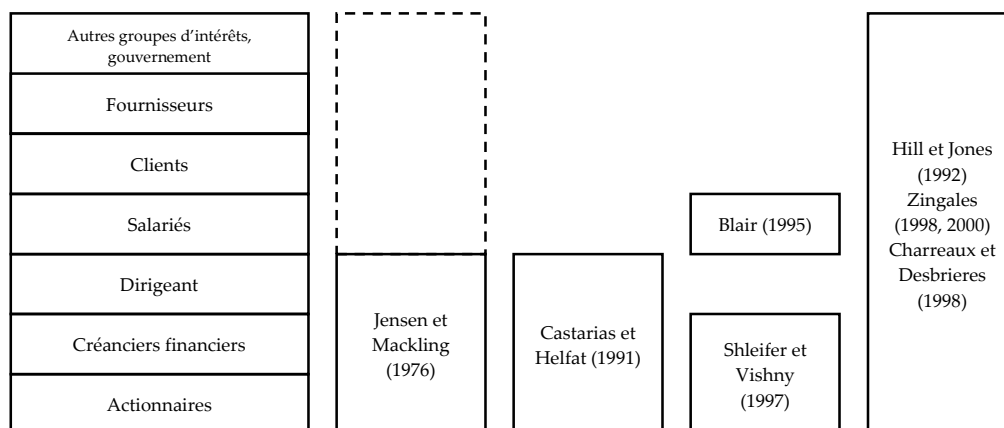 Autres groupes d’intérêts,
gouvernement
Fournisseurs
Clients
Salariés
Dirigeant
Créanciers financiers
Actionnaires
Jensen et
Mackling
(1976)
Castarias et
Helfat (1991)
Blair (1995)
Shleifer et
Vishny
(1997)
Hill et Jones
(1992)
Zingales
(1998, 2000)
Charreaux et
Desbrieres
(1998)